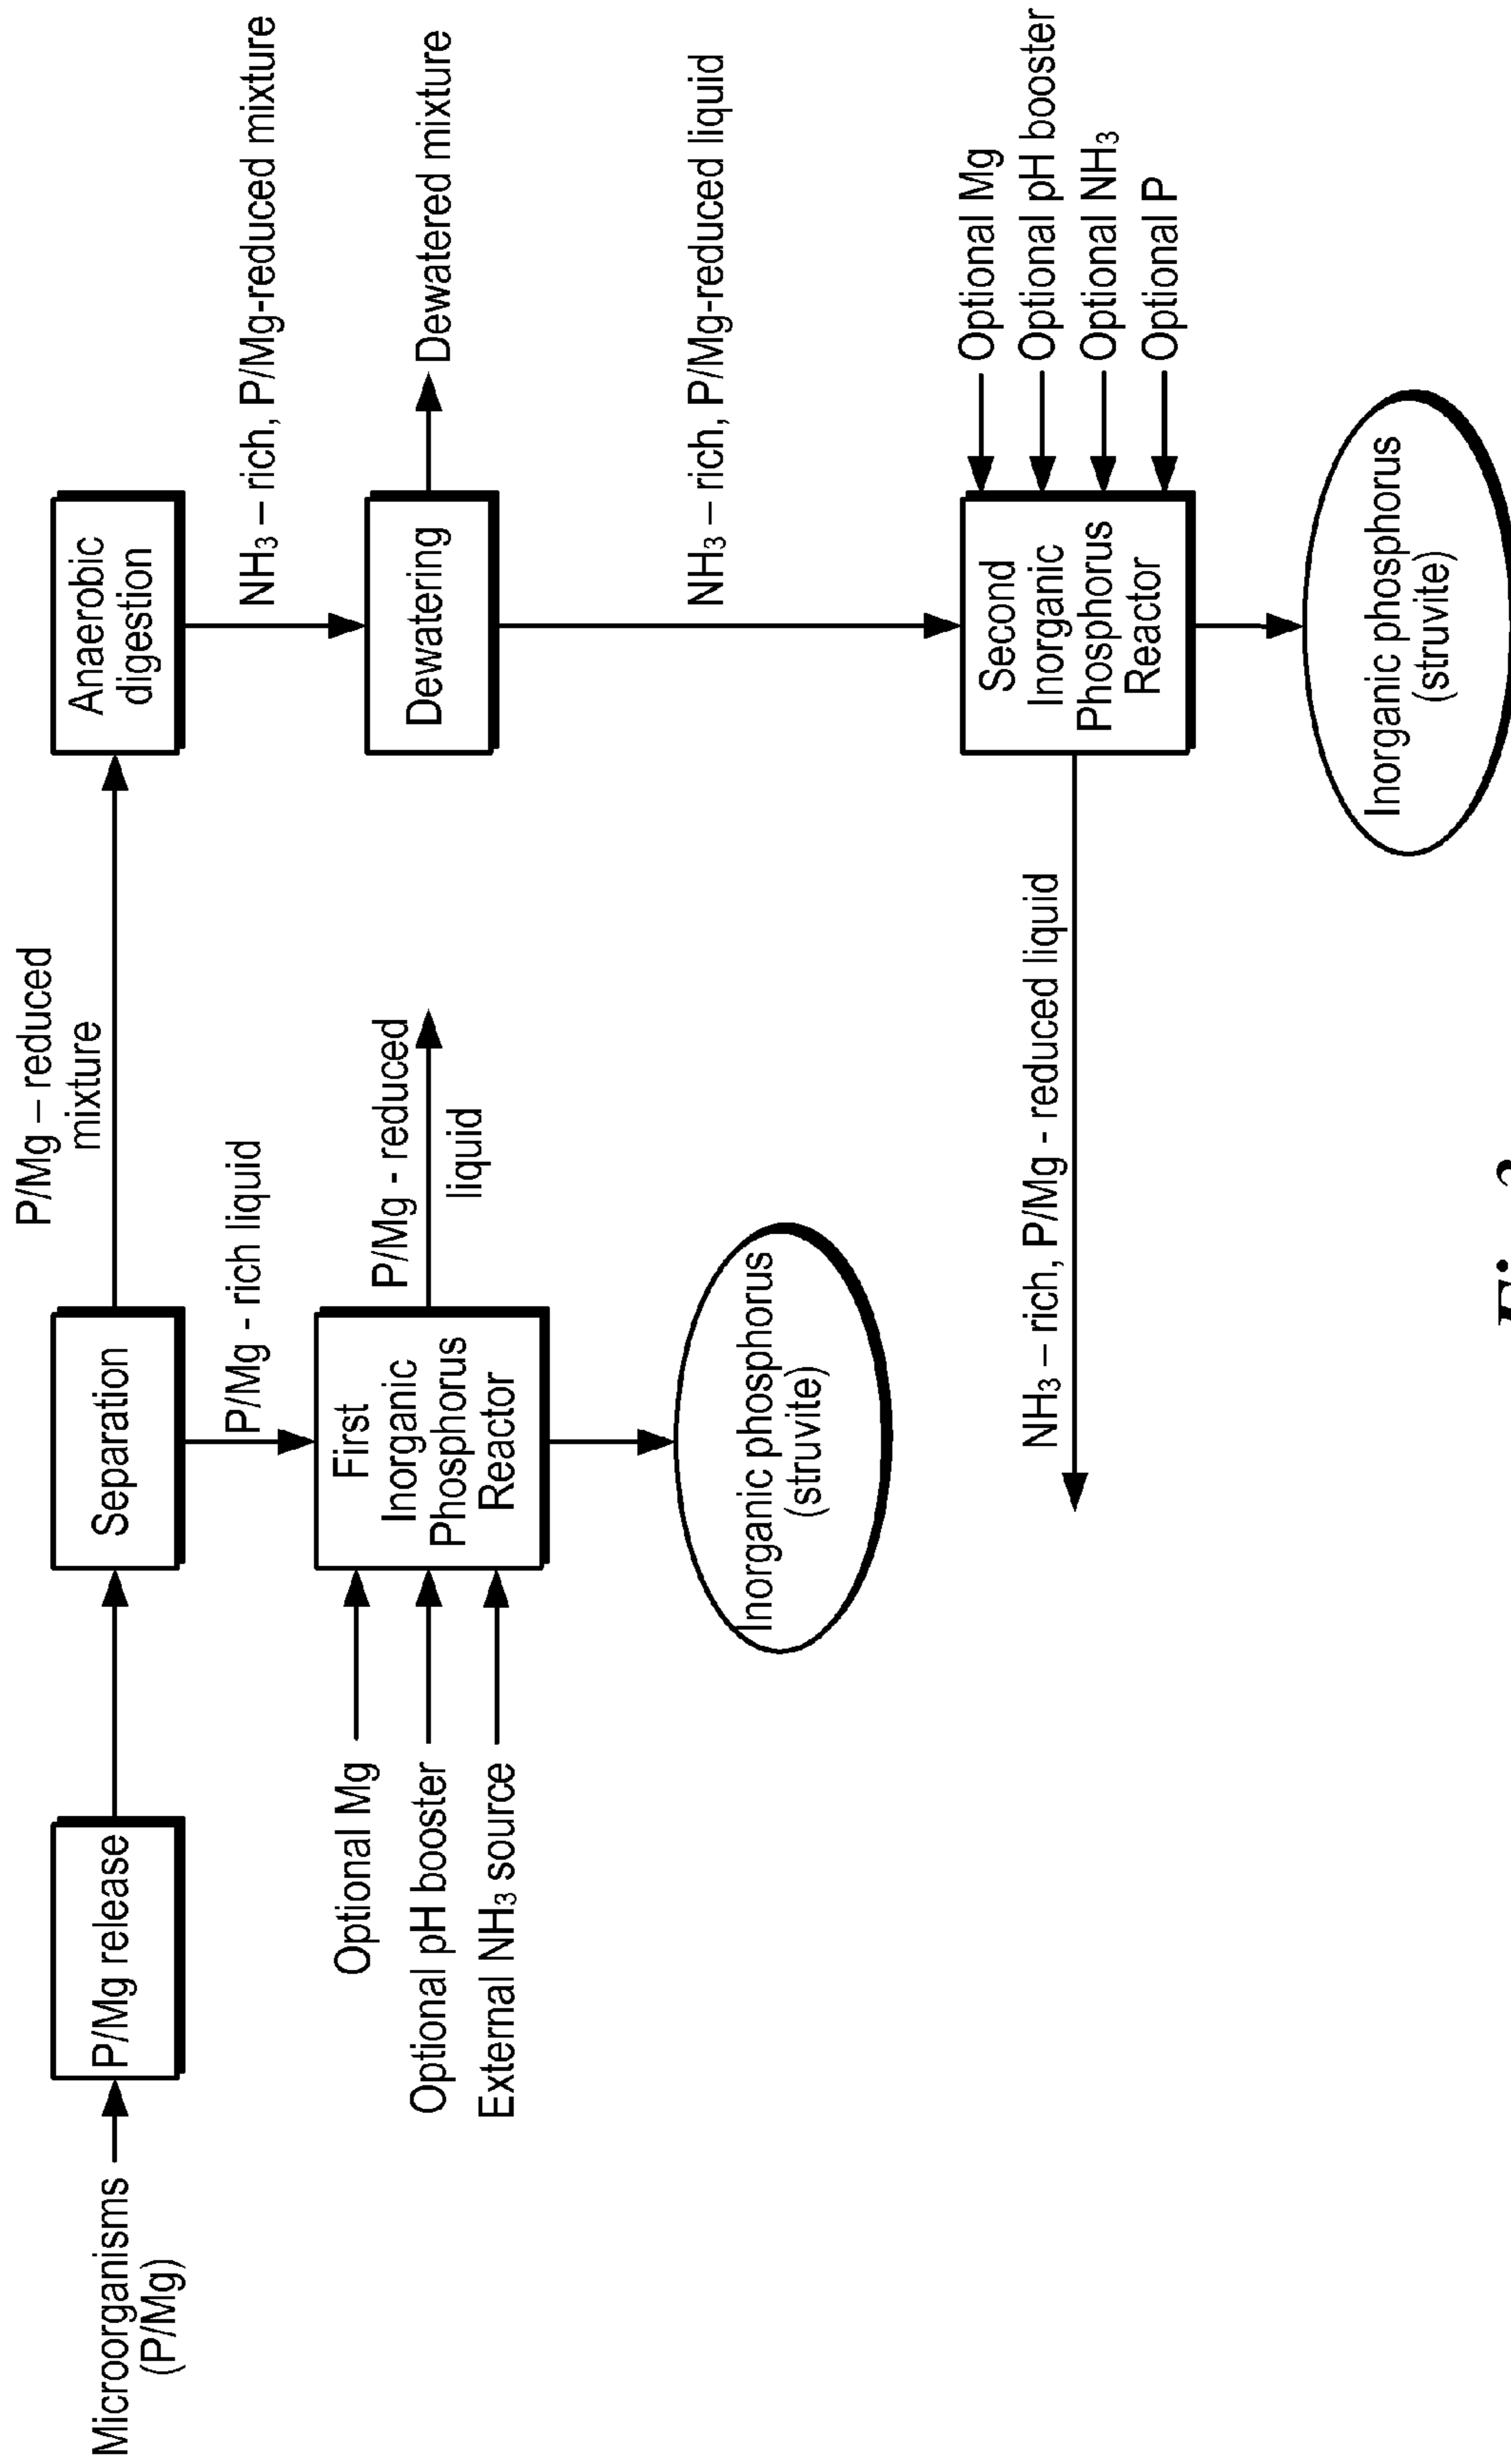 Microorganisms
(P/Mg)
P/Mg release
Separation
P/Mg – reduced
mixture
Anaerobic
digestion
P/Mg - rich liquid
NH₃ – rich, P/Mg-reduced mixture
Optional Mg
Optional pH booster
External NH₃ source
First
Inorganic
Phosphorus
Reactor
P/Mg - reduced
liquid
Dewatering
Dewatered mixture
Inorganic phosphorus
(struvite)
NH₃ – rich, P/Mg-reduced liquid
NH₃ – rich, P/Mg - reduced liquid
Second
Inorganic
Phosphorus
Reactor
Optional Mg
Optional pH booster
Optional NH₃
Optional P
Inorganic phosphorus
(struvite)